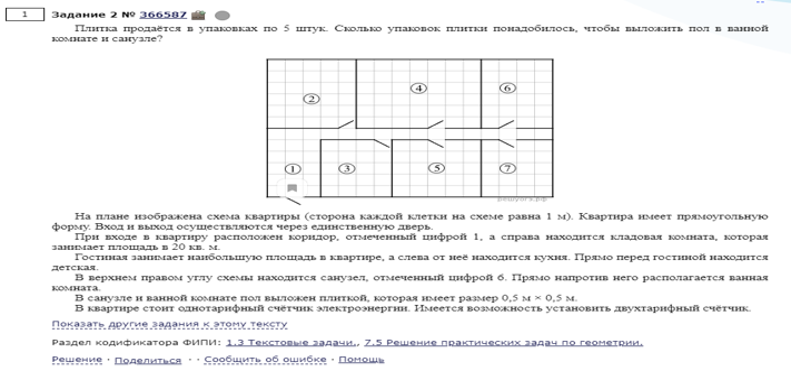 1 Задание 2 № 366587
Плитка продаётся в упаковках по 5 штук. Сколько упаковок плитки понадобилось, чтобы выложить пол в ванной
комнате и санузле?
4
6
2
1
3
5
7
решуогэ.рф
На плане изображена схема квартиры (сторона каждой клетки на схеме равна 1 м). Квартира имеет прямоугольную
форму. Вход и выход осуществляются через единственную дверь.
При входе в квартиру расположен коридор, отмеченный цифрой 1, а справа находится кладовая комната, которая
занимает площадь в 20 кв. м.
Гостиная занимает наибольшую площадь в квартире, а слева от неё находится кухня. Прямо перед гостиной находится
детская.
В верхнем правом углу схемы находится санузел, отмеченный цифрой 6. Прямо напротив него располагается ванная
комната.
В санузле и ванной комнате пол выложен плиткой, которая имеет размер 0,5 м × 0,5 м.
В квартире стоит однотарифный счётчик электроэнергии. Имеется возможность установить двухтарифный счётчик.
Показать другие задания к этому тексту
Раздел кодификатора ФИПИ: 1.3 Текстовые задачи., 7.5 Решение практических задач по геометрии.
Решение · Поделиться · · Сообщить об ошибке · Помощь